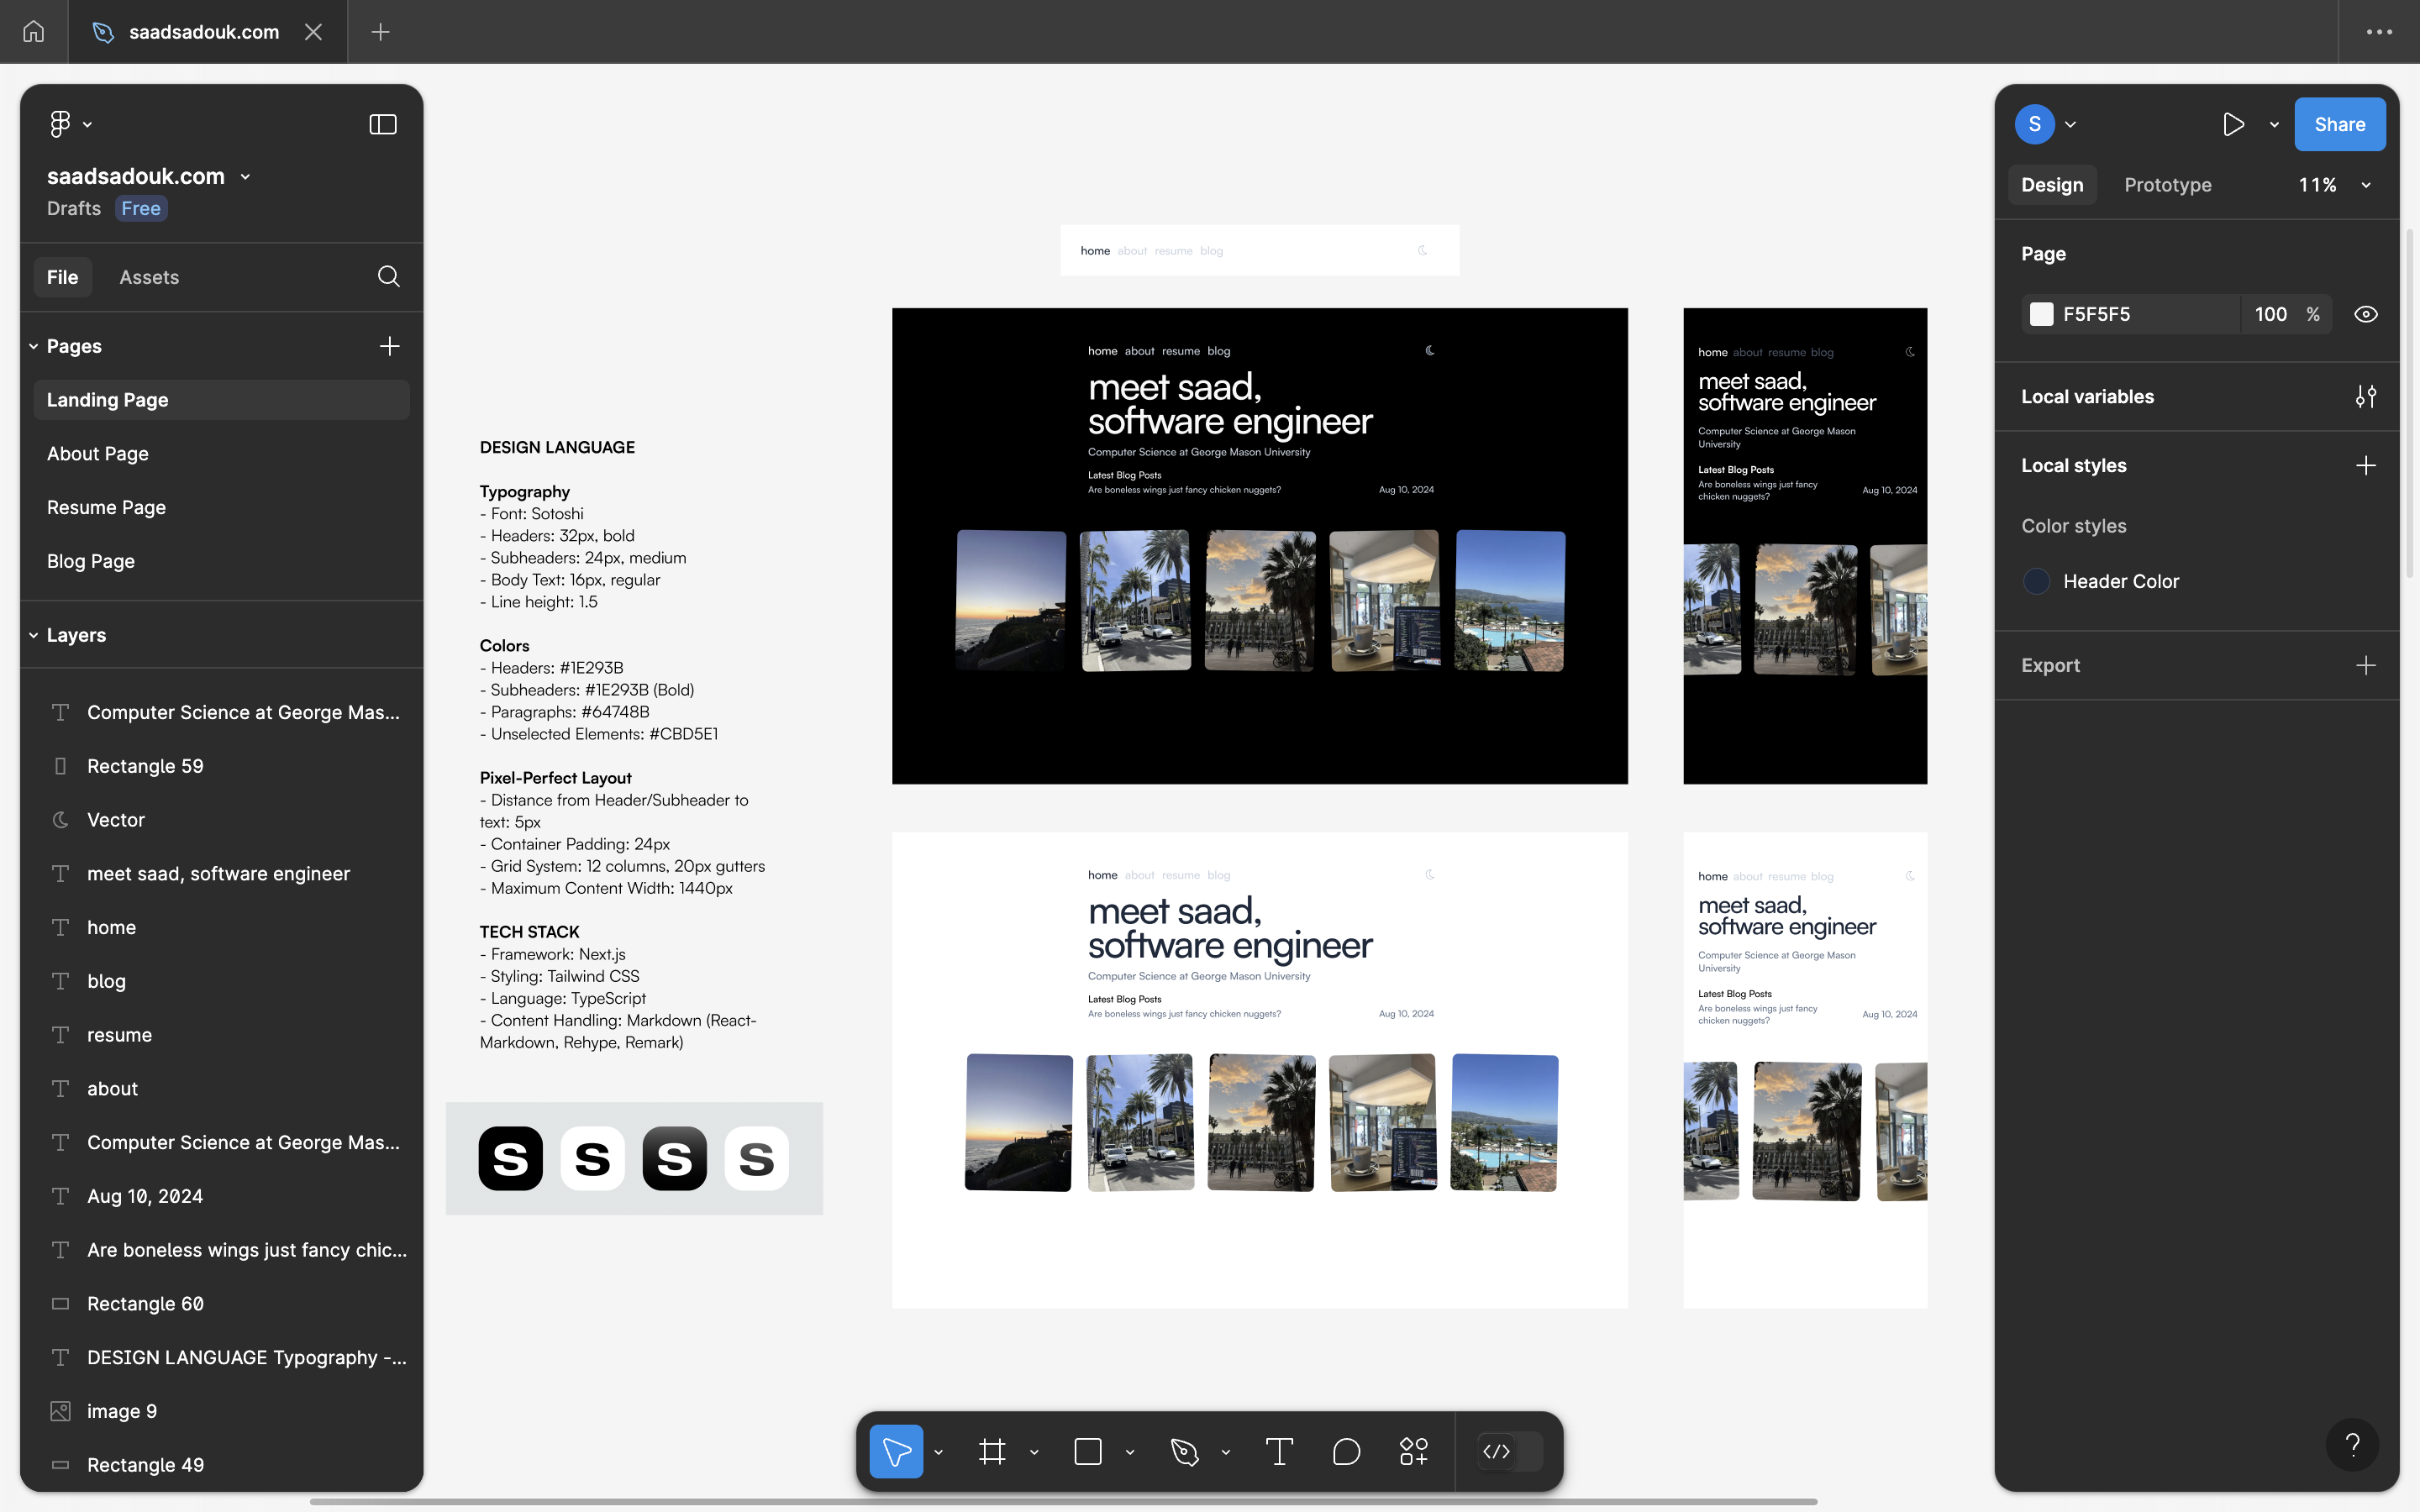 saadsadouk.com
saadsadouk.com
Drafts Free
File Assets
Pages
Landing Page
About Page
Resume Page
Blog Page
Layers
Computer Science at George Mas...
Rectangle 59
Vector
meet saad, software engineer
home
blog
resume
about
Computer Science at George Mas...
Aug 10, 2024
Are boneless wings just fancy chic...
Rectangle 60
DESIGN LANGUAGE Typography -...
image 9
Rectangle 49
DESIGN LANGUAGE
Typography
- Font: Sotoshi
- Headers: 32px, bold
- Subheaders: 24px, medium
- Body Text: 16px, regular
- Line height: 1.5
Colors
- Headers: #1E293B
- Subheaders: #1E293B (Bold)
- Paragraphs: #64748B
- Unselected Elements: #CBD5E1
Pixel-Perfect Layout
- Distance from Header/Subheader to
text: 5px
- Container Padding: 24px
- Grid System: 12 columns, 20px gutters
- Maximum Content Width: 1440px
TECH STACK
- Framework: Next.js
- Styling: Tailwind CSS
- Language: TypeScript
- Content Handling: Markdown (React-
Markdown, Rehype, Remark)
S S S S
home about resume blog
home about resume blog
meet saad,
software engineer
Computer Science at George Mason University
Latest Blog Posts
Are boneless wings just fancy chicken nuggets? Aug 10, 2024
home about resume blog
meet saad,
software engineer
Computer Science at George Mason
University
Latest Blog Posts
Are boneless wings just fancy
chicken nuggets? Aug 10, 2024
home about resume blog
meet saad,
software engineer
Computer Science at George Mason University
Latest Blog Posts
Are boneless wings just fancy chicken nuggets? Aug 10, 2024
home about resume blog
meet saad,
software engineer
Computer Science at George Mason
University
Latest Blog Posts
Are boneless wings just fancy
chicken nuggets? Aug 10, 2024
S
Share
Design Prototype 11%
Page
F5F5F5 100 %
Local variables
Local styles
Color styles
Header Color
Export
?